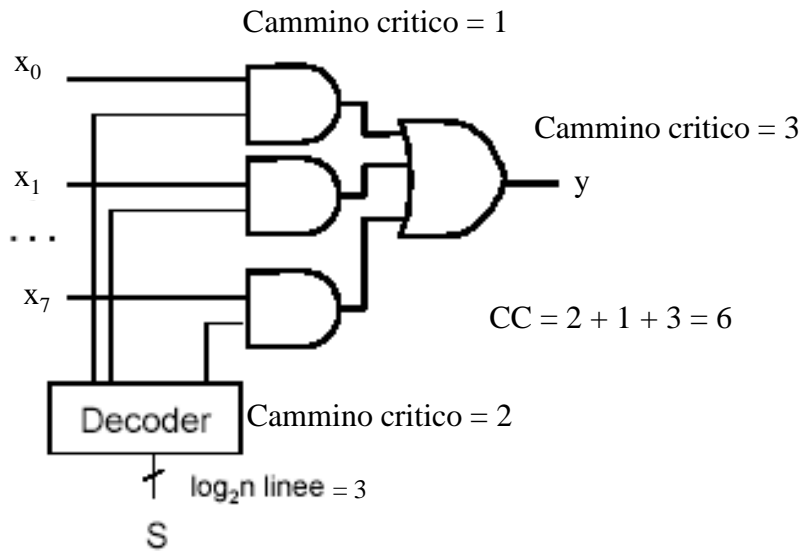 Cammino critico = 1
x₀
Cammino critico = 3
x₁
y
. . .
x₇
CC = 2 + 1 + 3 = 6
Decoder
Cammino critico = 2
log₂n linee = 3
S